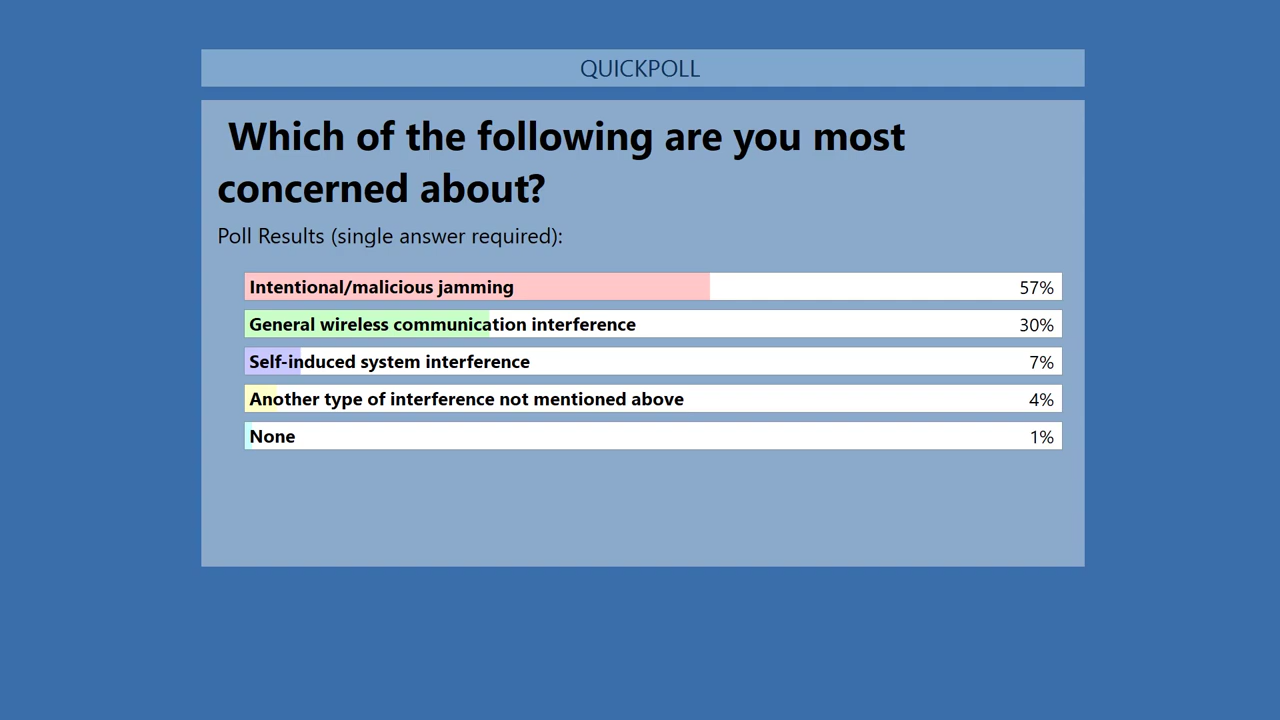 QUICKPOLL
Which of the following are you most
concerned about?
Poll Results (single answer required):
Intentional/malicious jamming 57%
General wireless communication interference 30%
Self-induced system interference 7%
Another type of interference not mentioned above 4%
None 1%